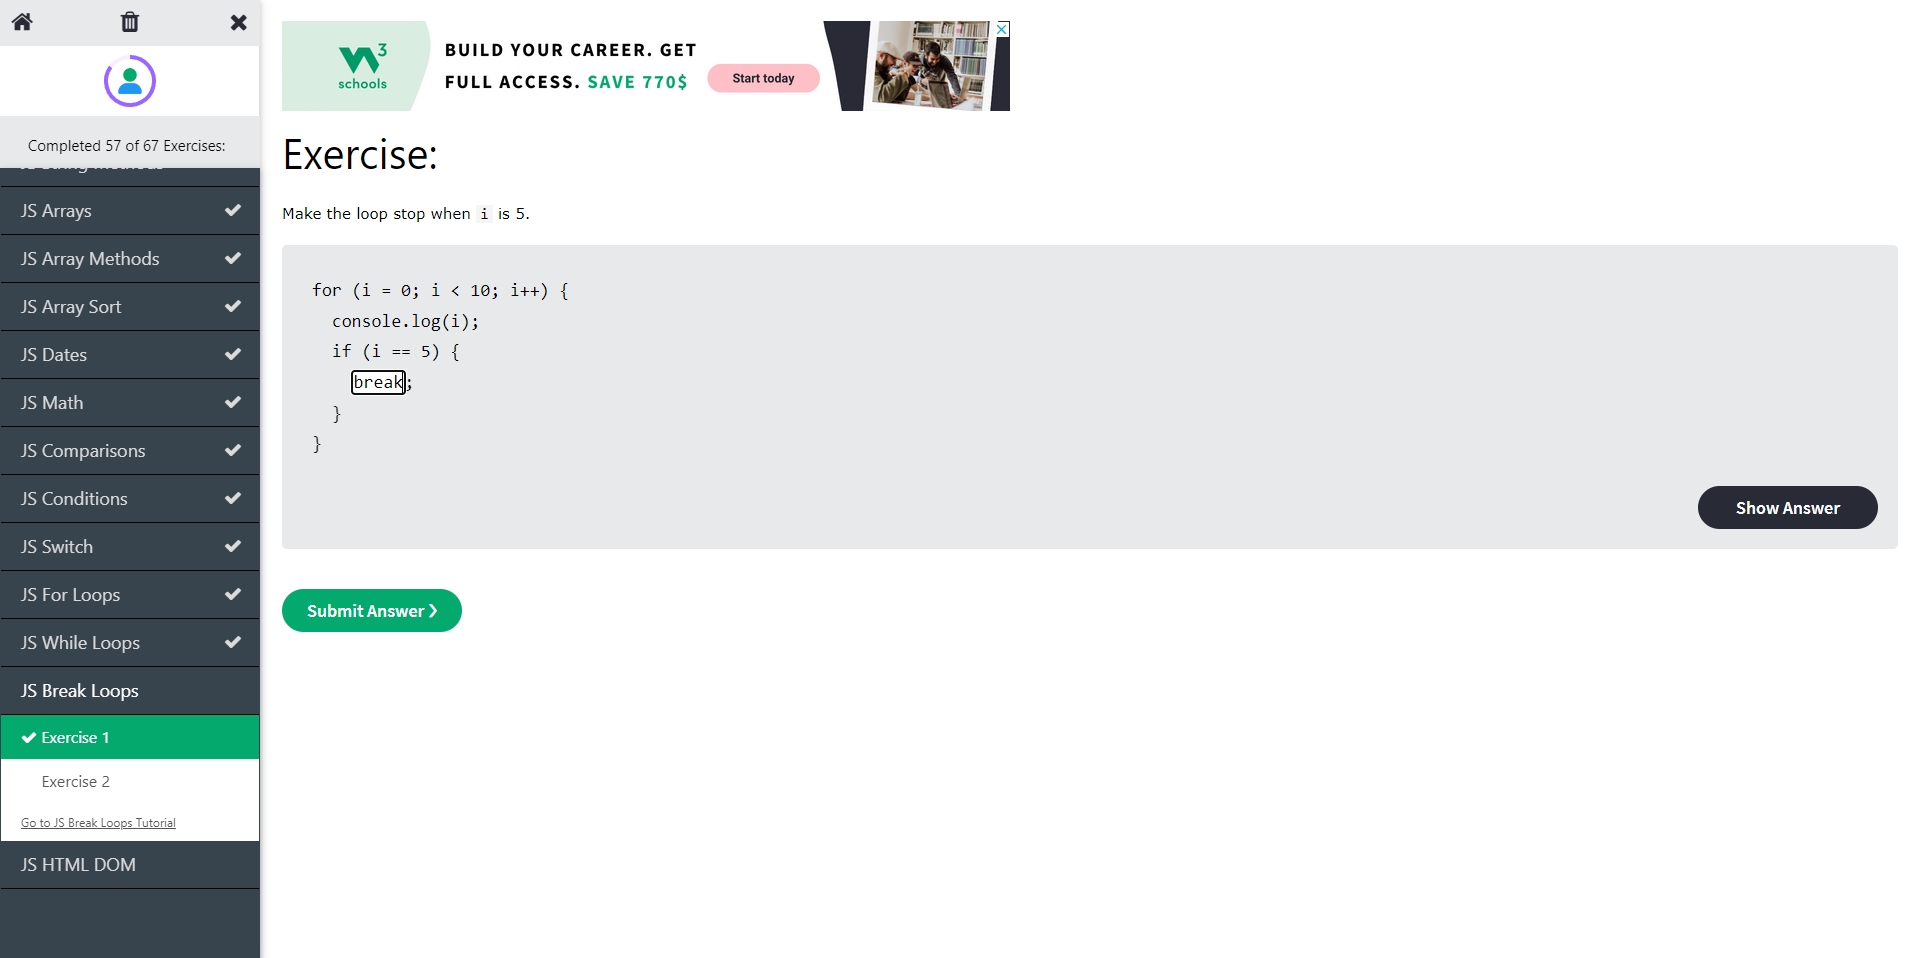 Completed 57 of 67 Exercises:
JS Arrays
JS Array Methods
JS Array Sort
JS Dates
JS Math
JS Comparisons
JS Conditions
JS Switch
JS For Loops
JS While Loops
JS Break Loops
Exercise 1
Exercise 2
Go to JS Break Loops Tutorial
JS HTML DOM
W3
schools
BUILD YOUR CAREER. GET
FULL ACCESS. SAVE 770$
Start today
Exercise:
Make the loop stop when i is 5.
for (i = 0; i < 10; i++) {
console.log(i);
if (i == 5) {
break;
}
}
Show Answer
Submit Answer ❯